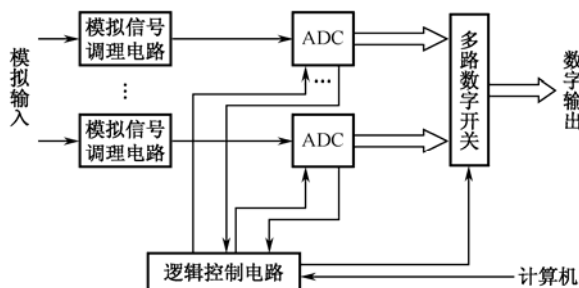 模拟输入
模拟信号
调理电路
ADC
...
模拟信号
调理电路
ADC
...
多路数字开关
数字输出
逻辑控制电路
计算机